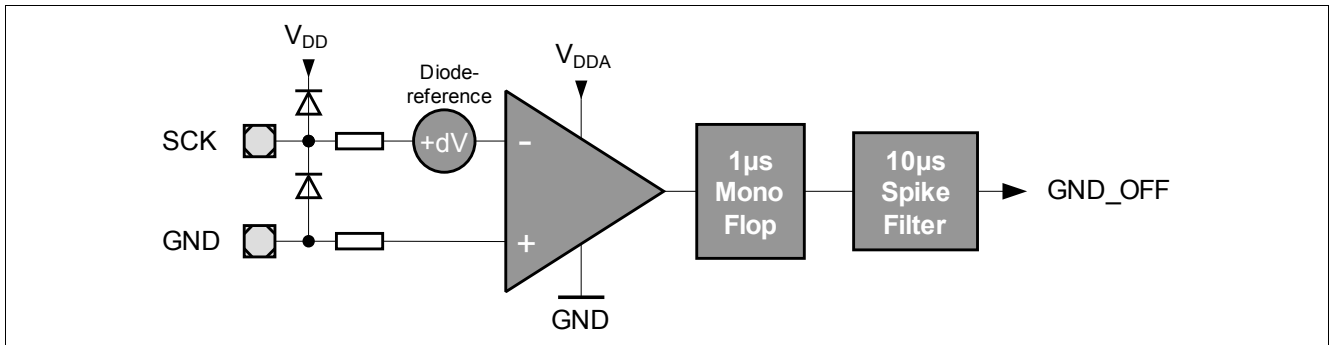 VDD
Diode-
reference
VDDA
SCK
+dV
-
1µs
Mono
Flop
10µs
Spike
Filter
GND_OFF
GND
+
GND